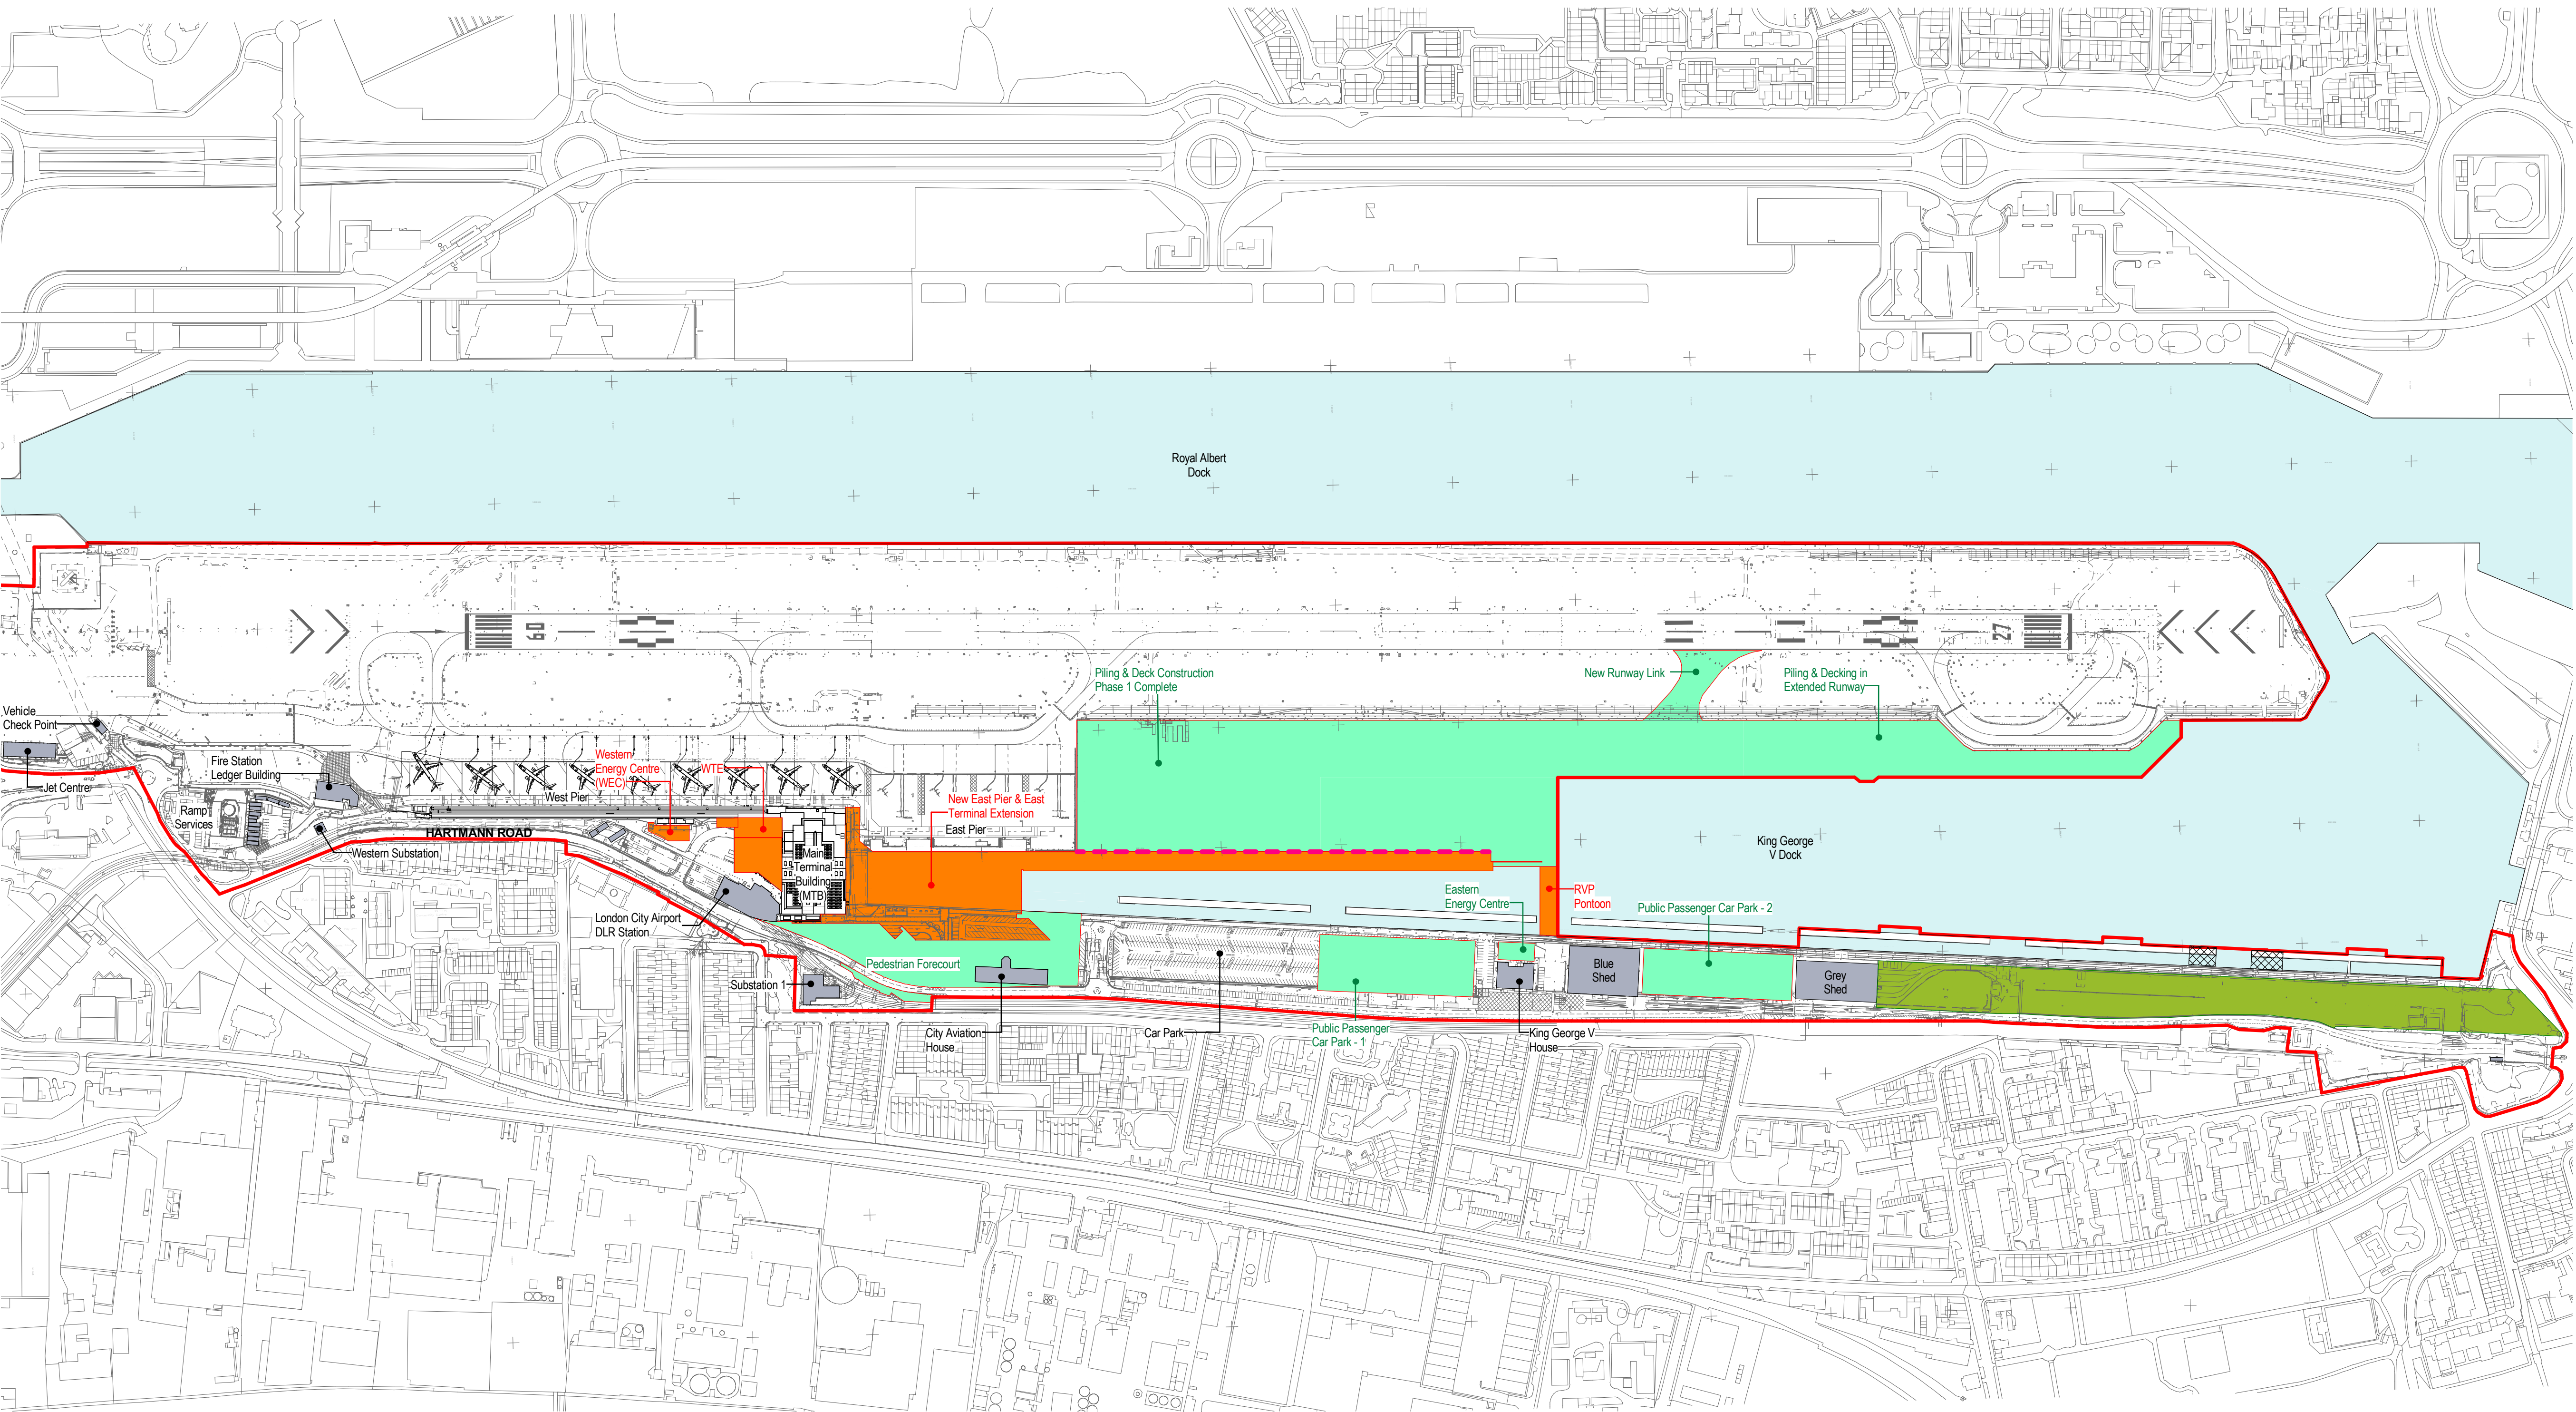 Royal Albert
Dock
09
27
Piling & Deck Construction
Phase 1 Complete
New Runway Link
Piling & Decking in
Extended Runway
Vehicle
Check Point
Jet Centre
Fire Station
Ledger Building
Ramp
Services
Western Substation
HARTMANN ROAD
West Pier
Western
Energy Centre
(WEC)
WTE
New East Pier & East
Terminal Extension
East Pier
Main
Terminal
Building
(MTB)
King George
V Dock
London City Airport
DLR Station
Eastern
Energy Centre
RVP
Pontoon
Public Passenger Car Park - 2
Pedestrian Forecourt
Substation 1
Blue
Shed
Grey
Shed
City Aviation
House
Car Park
Public Passenger
Car Park - 1
King George V
House